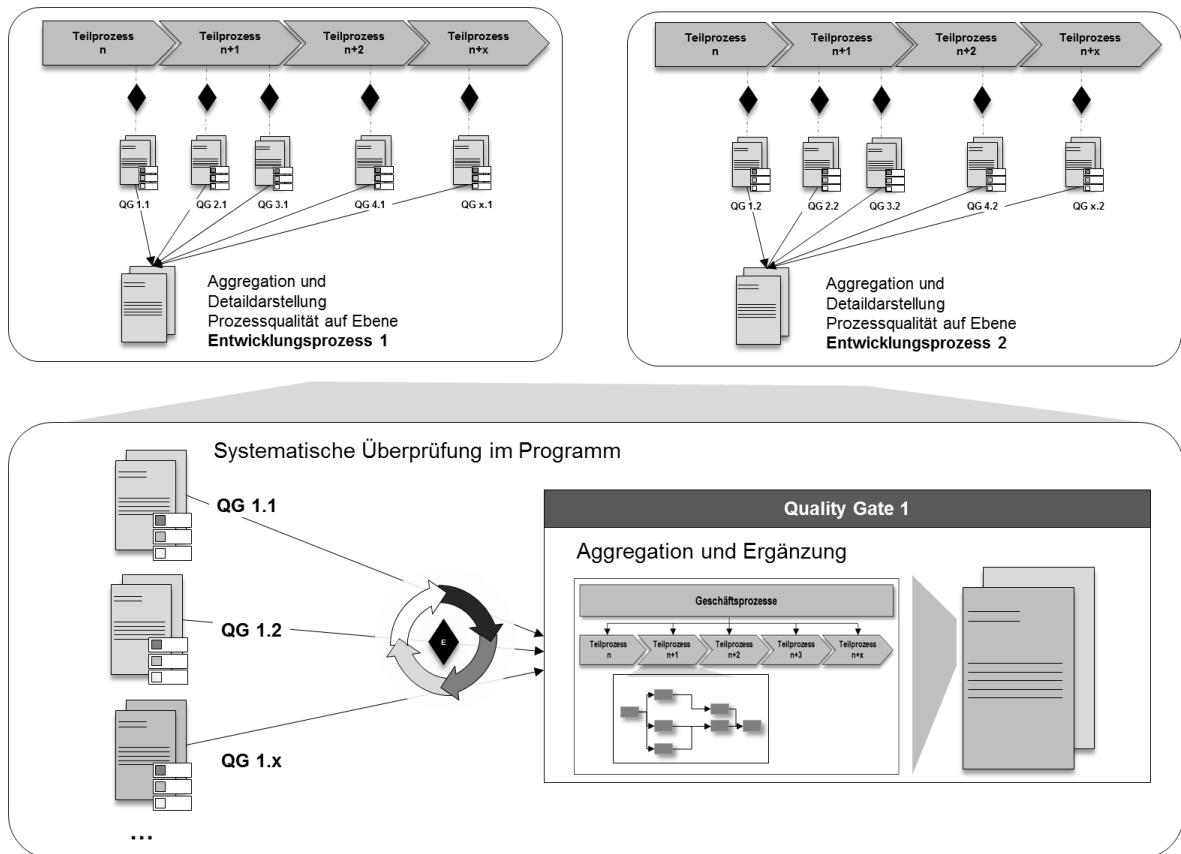 Teilprozess
n
Teilprozess
n+1
Teilprozess
n+2
Teilprozess
n+x
QG 1.1
QG 2.1
QG 3.1
QG 4.1
QG x.1
Aggregation und
Detaildarstellung
Prozessqualität auf Ebene
Entwicklungsprozess 1
Teilprozess
n
Teilprozess
n+1
Teilprozess
n+2
Teilprozess
n+x
QG 1.2
QG 2.2
QG 3.2
QG 4.2
QG x.2
Aggregation und
Detaildarstellung
Prozessqualität auf Ebene
Entwicklungsprozess 2
Systematische Überprüfung im Programm
QG 1.1
QG 1.2
QG 1.x
...
E
Quality Gate 1
Aggregation und Ergänzung
Geschäftsprozesse
Teilprozess
n
Teilprozess
n+1
Teilprozess
n+2
Teilprozess
n+3
Teilprozess
n+x